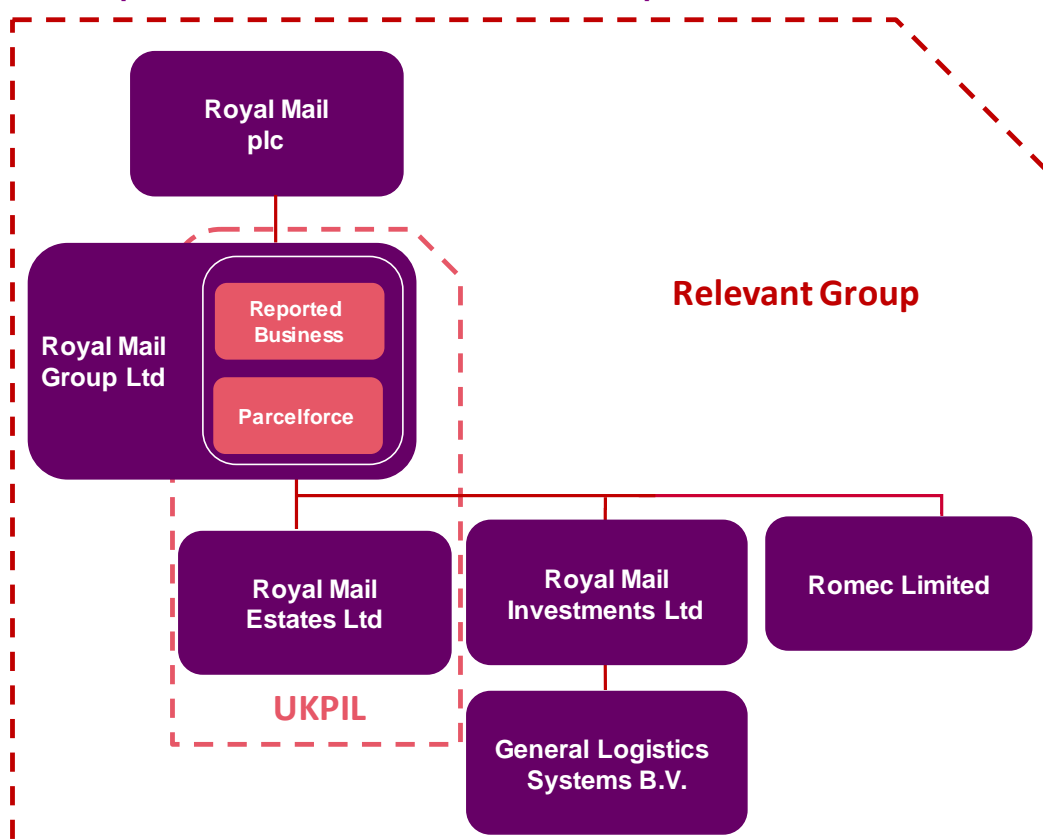 Royal Mail
plc
Relevant Group
Reported
Business
Royal Mail
Group Ltd
Parcelforce
Royal Mail
Estates Ltd
Royal Mail
Investments Ltd
Romec Limited
UKPIL
General Logistics
Systems B.V.